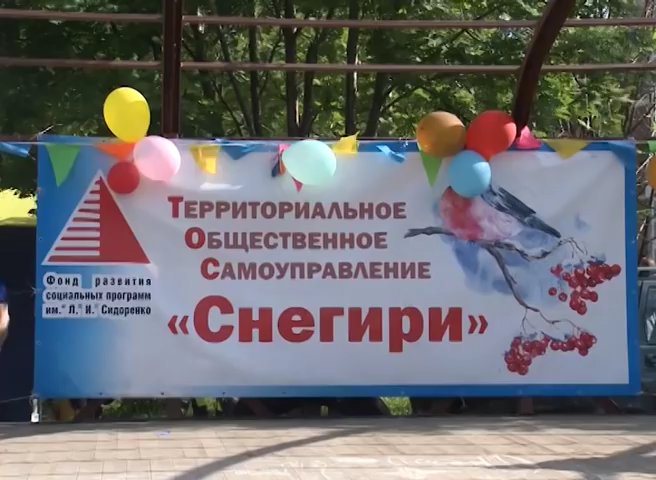 Территориальное
Общественное
Самоуправление
«Снегири»
Фонд развития
социальных программ
им. Л. И. Сидоренко